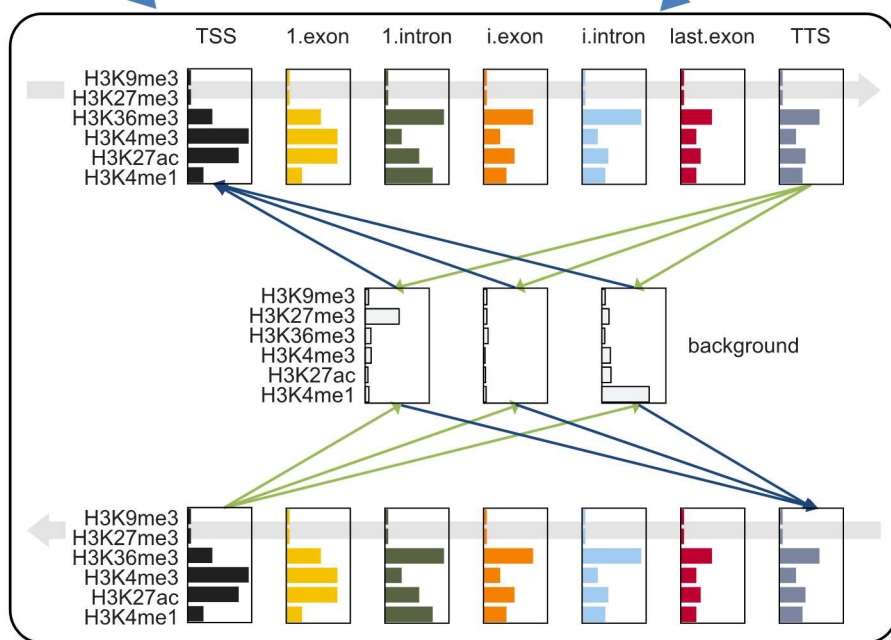 TSS 1.exon 1.intron i.exon i.intron last.exon TTS
H3K9me3
H3K27me3
H3K36me3
H3K4me3
H3K27ac
H3K4me1
H3K9me3
H3K27me3
H3K36me3
H3K4me3
H3K27ac
H3K4me1
background
H3K9me3
H3K27me3
H3K36me3
H3K4me3
H3K27ac
H3K4me1